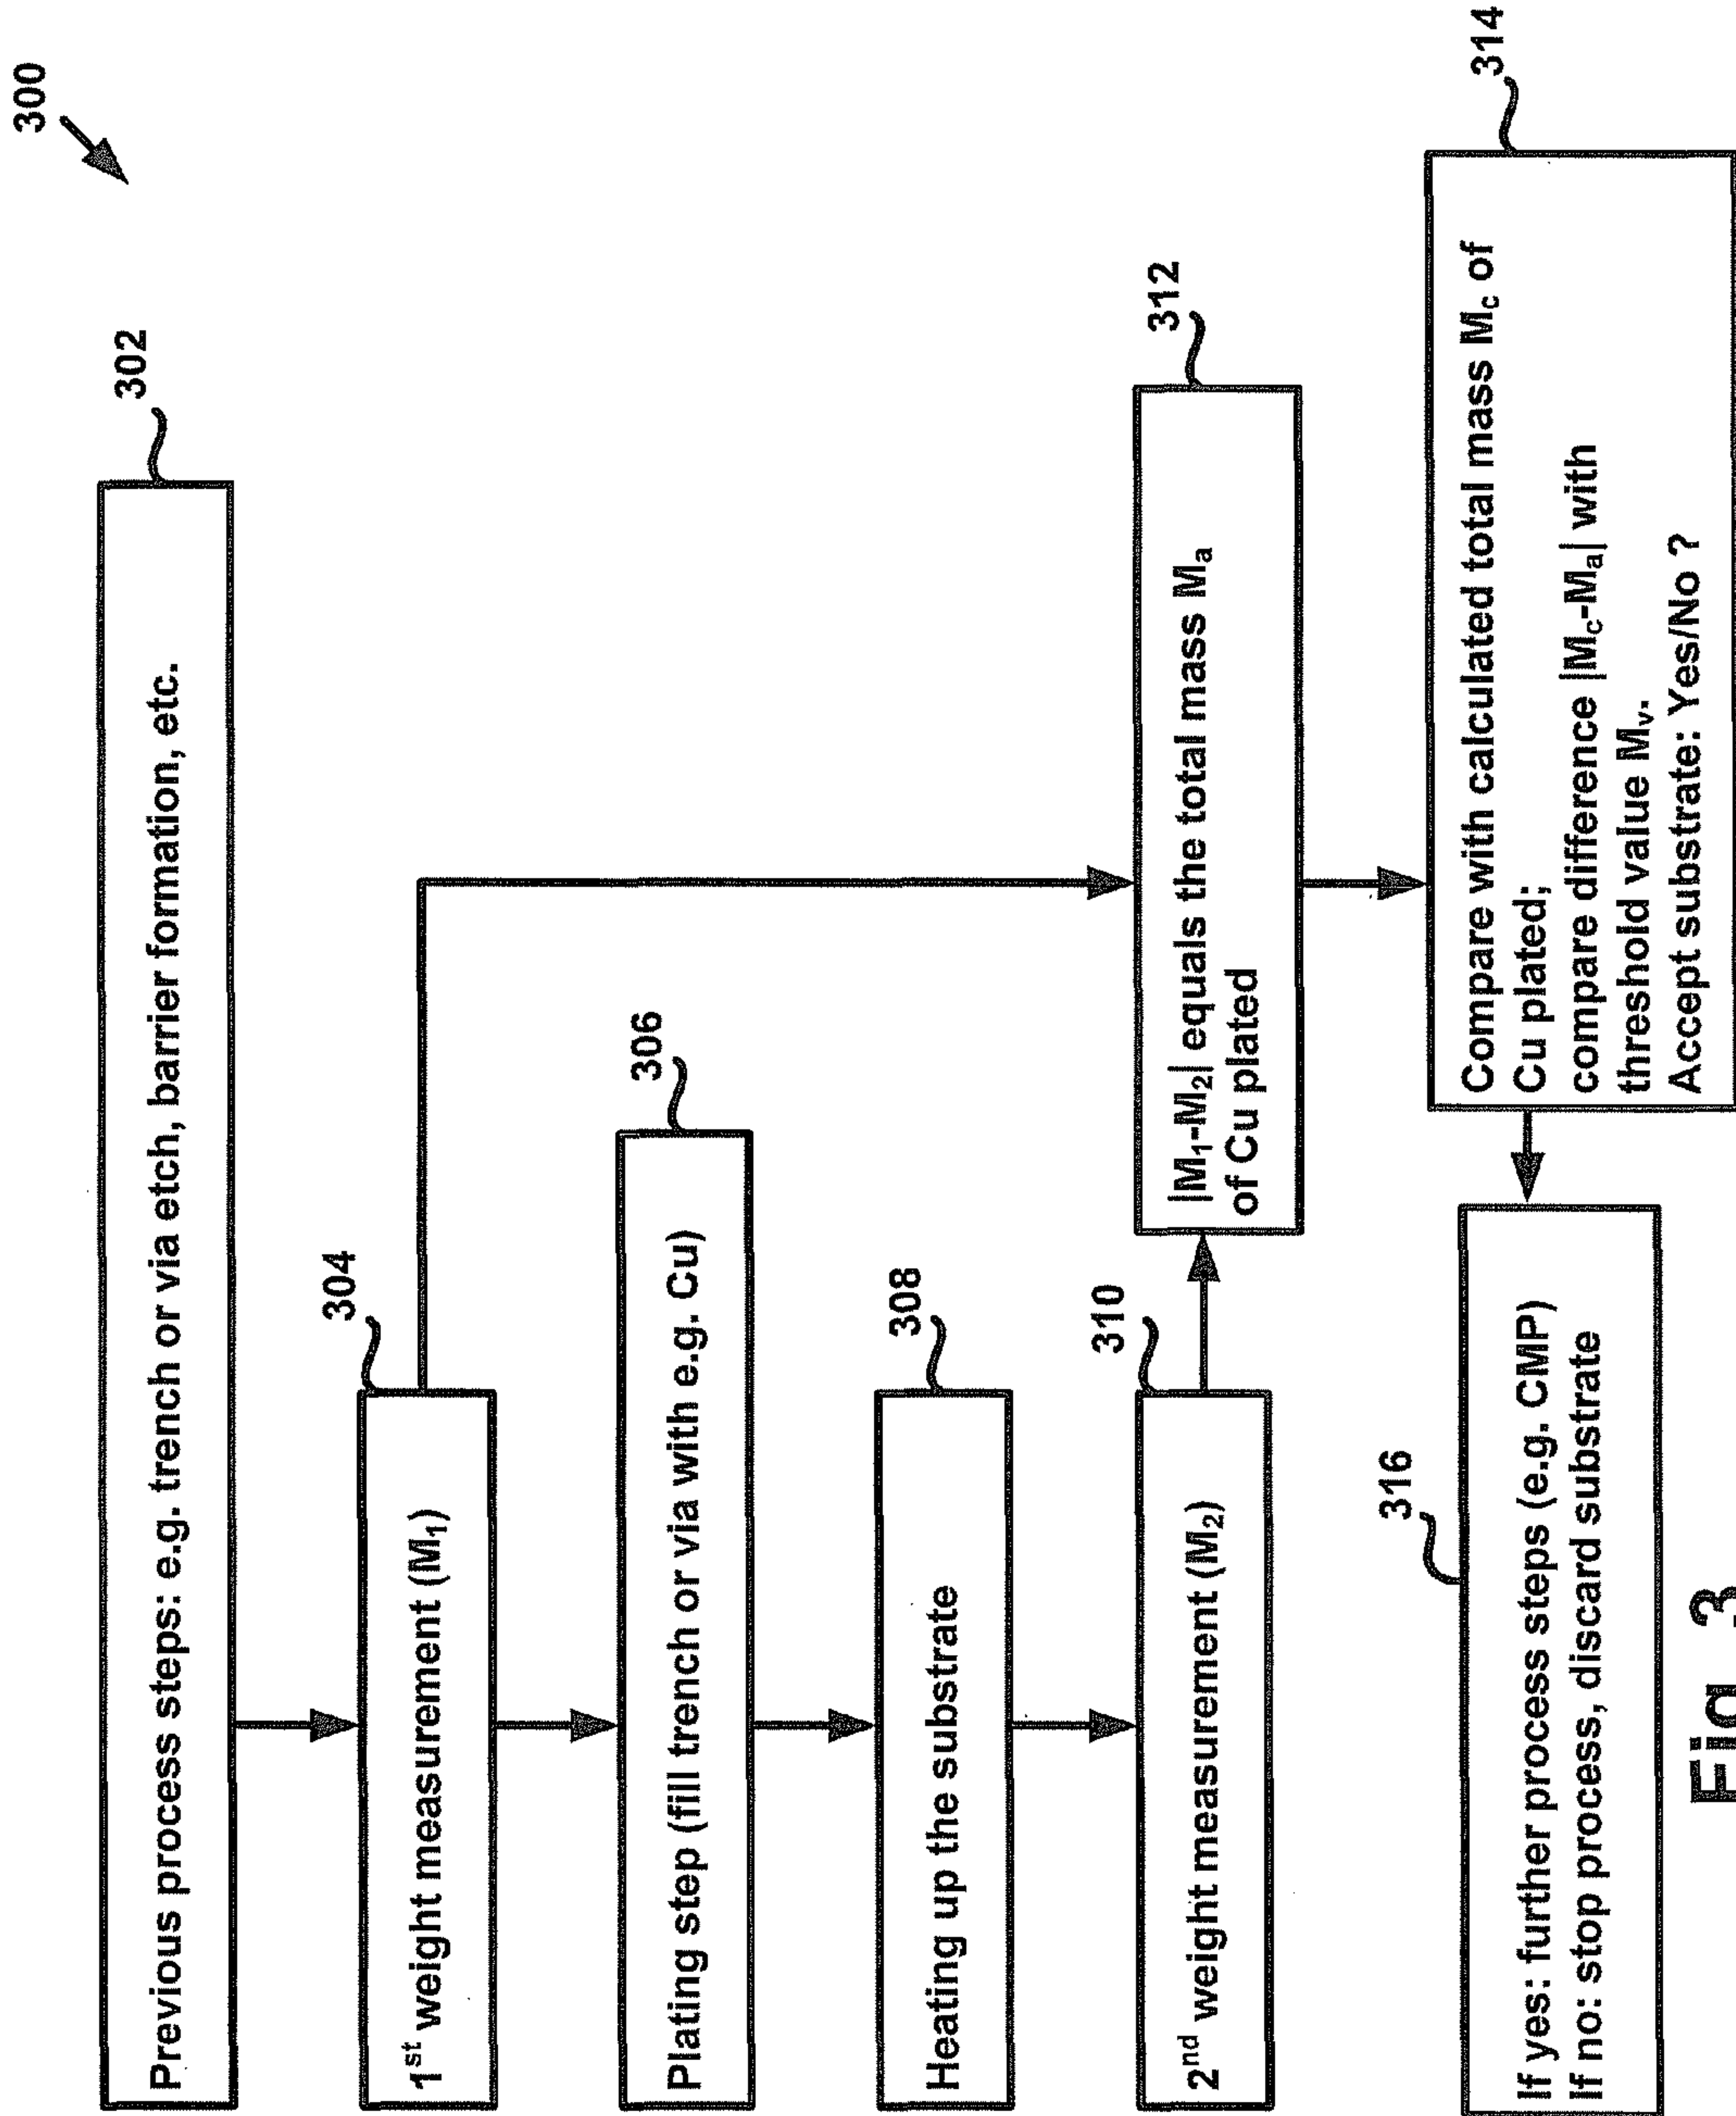 300
302
Previous process steps: e.g. trench or via etch, barrier formation, etc.
304
1st weight measurement (M₁)
306
Plating step (fill trench or via with e.g. Cu)
308
Heating up the substrate
310
2nd weight measurement (M₂)
312
|M₁-M₂| equals the total mass Mₐ
of Cu plated
314
Compare with calculated total mass M_c of
Cu plated;
compare difference |M_c-Mₐ| with
threshold value Mᵥ.
Accept substrate: Yes/No ?
316
If yes: further process steps (e.g. CMP)
If no: stop process, discard substrate
Fig. 3